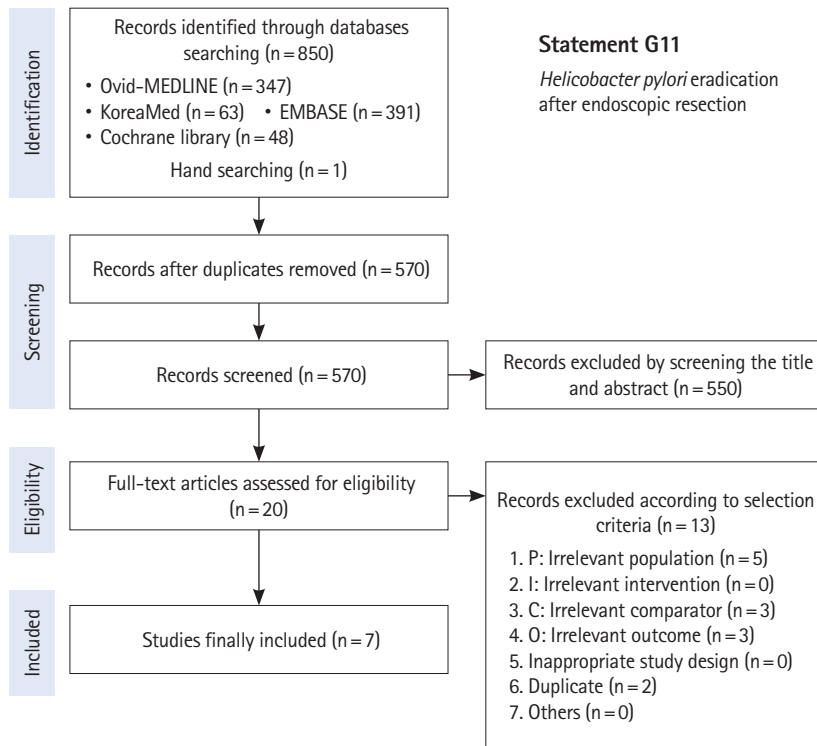 Identification
Records identified through databases
searching (n=850)
• Ovid-MEDLINE (n=347)
• KoreaMed (n=63) • EMBASE (n=391)
• Cochrane library (n=48)
Hand searching (n=1)
Statement G11
Helicobacter pylori eradication
after endoscopic resection
Screening
Records after duplicates removed (n=570)
Records screened (n=570)
Records excluded by screening the title
and abstract (n=550)
Eligibility
Full-text articles assessed for eligibility
(n=20)
Records excluded according to selection
criteria (n=13)
1. P: Irrelevant population (n=5)
2. I: Irrelevant intervention (n=0)
3. C: Irrelevant comparator (n=3)
4. O: Irrelevant outcome (n=3)
5. Inappropriate study design (n=0)
6. Duplicate (n=2)
7. Others (n=0)
Included
Studies finally included (n=7)